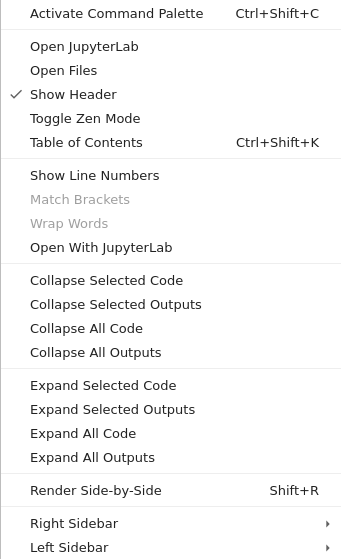 Activate Command Palette Ctrl+Shift+C
Open JupyterLab
Open Files
Show Header
Toggle Zen Mode
Table of Contents Ctrl+Shift+K
Show Line Numbers
Match Brackets
Wrap Words
Open With JupyterLab
Collapse Selected Code
Collapse Selected Outputs
Collapse All Code
Collapse All Outputs
Expand Selected Code
Expand Selected Outputs
Expand All Code
Expand All Outputs
Render Side-by-Side Shift+R
Right Sidebar
Left Sidebar